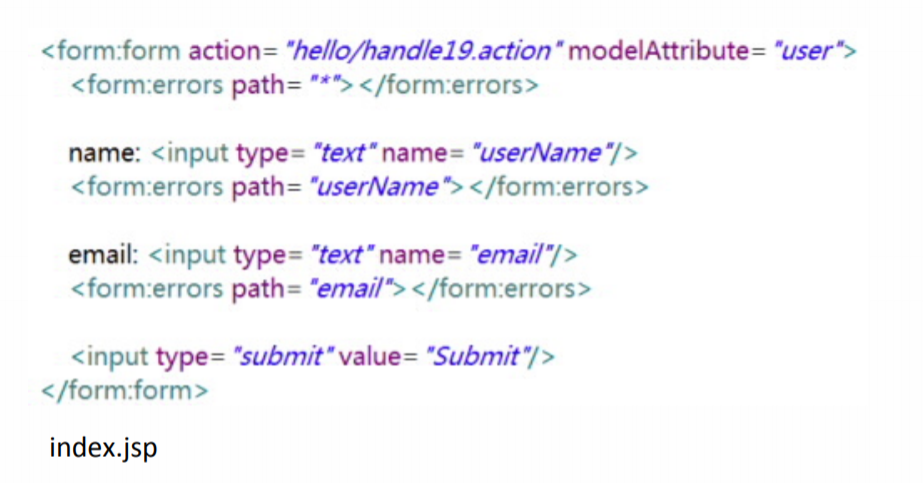 <form:form action= "hello/handle19.action" modelAttribute= "user">
<form:errors path= "*"></form:errors>
name: <input type= "text" name= "userName"/>
<form:errors path= "userName"></form:errors>
email: <input type= "text" name= "email"/>
<form:errors path= "email"></form:errors>
<input type= "submit" value= "Submit"/>
</form:form>
index.jsp